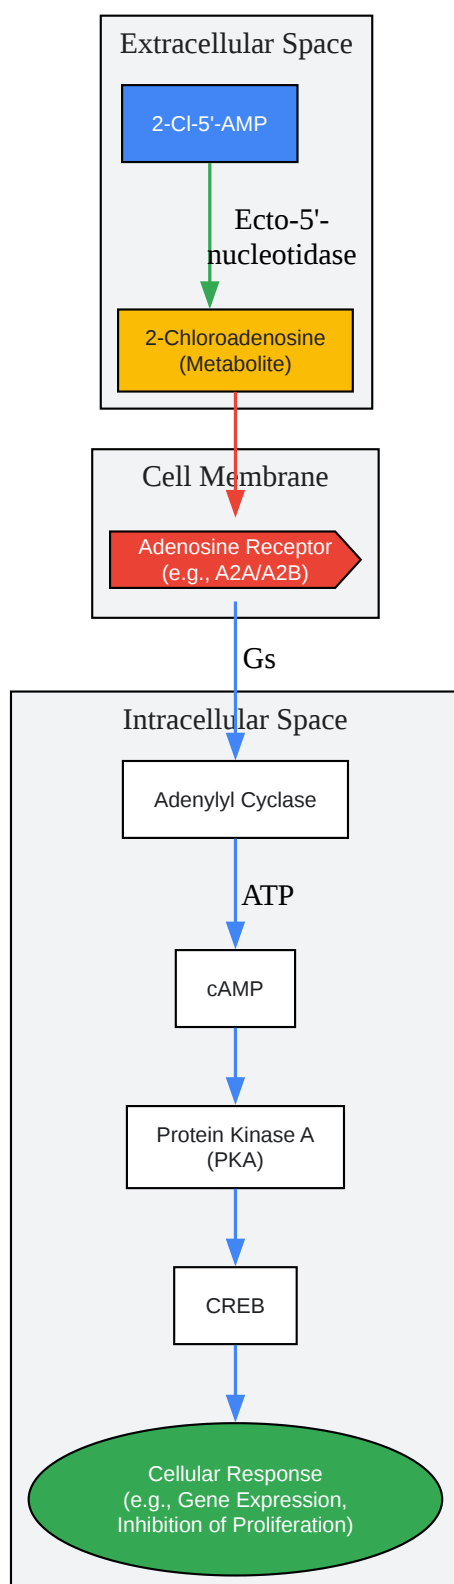 Extracellular Space
2-Cl-5'-AMP
Ecto-5'-
nucleotidase
2-Chloroadenosine
(Metabolite)
Cell Membrane
Adenosine Receptor
(e.g., A2A/A2B)
Gs
Intracellular Space
Adenylyl Cyclase
ATP
cAMP
Protein Kinase A
(PKA)
CREB
Cellular Response
(e.g., Gene Expression,
Inhibition of Proliferation)